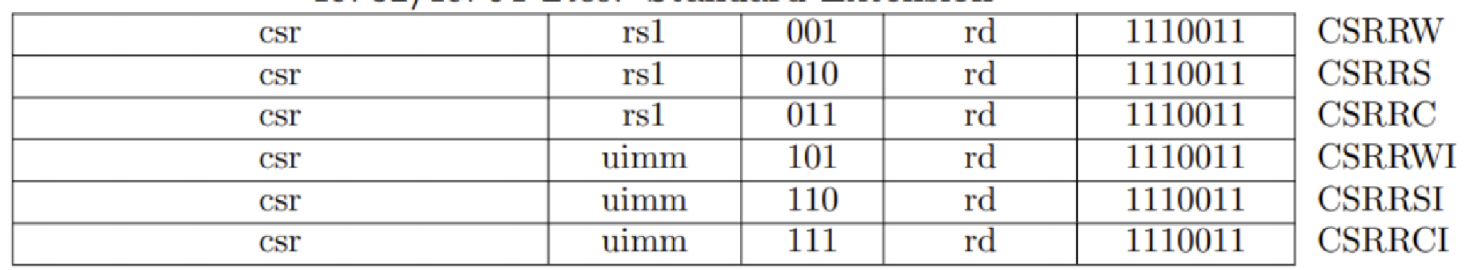 csr rs1 001 rd 1110011 CSRRW
csr rs1 010 rd 1110011 CSRRS
csr rs1 011 rd 1110011 CSRRC
csr uimm 101 rd 1110011 CSRRWI
csr uimm 110 rd 1110011 CSRRSI
csr uimm 111 rd 1110011 CSRRCI